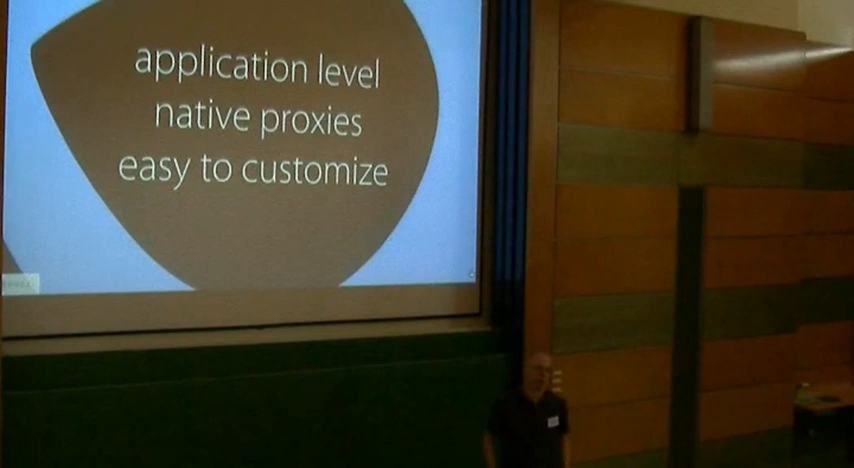 application level
native proxies
easy to customize